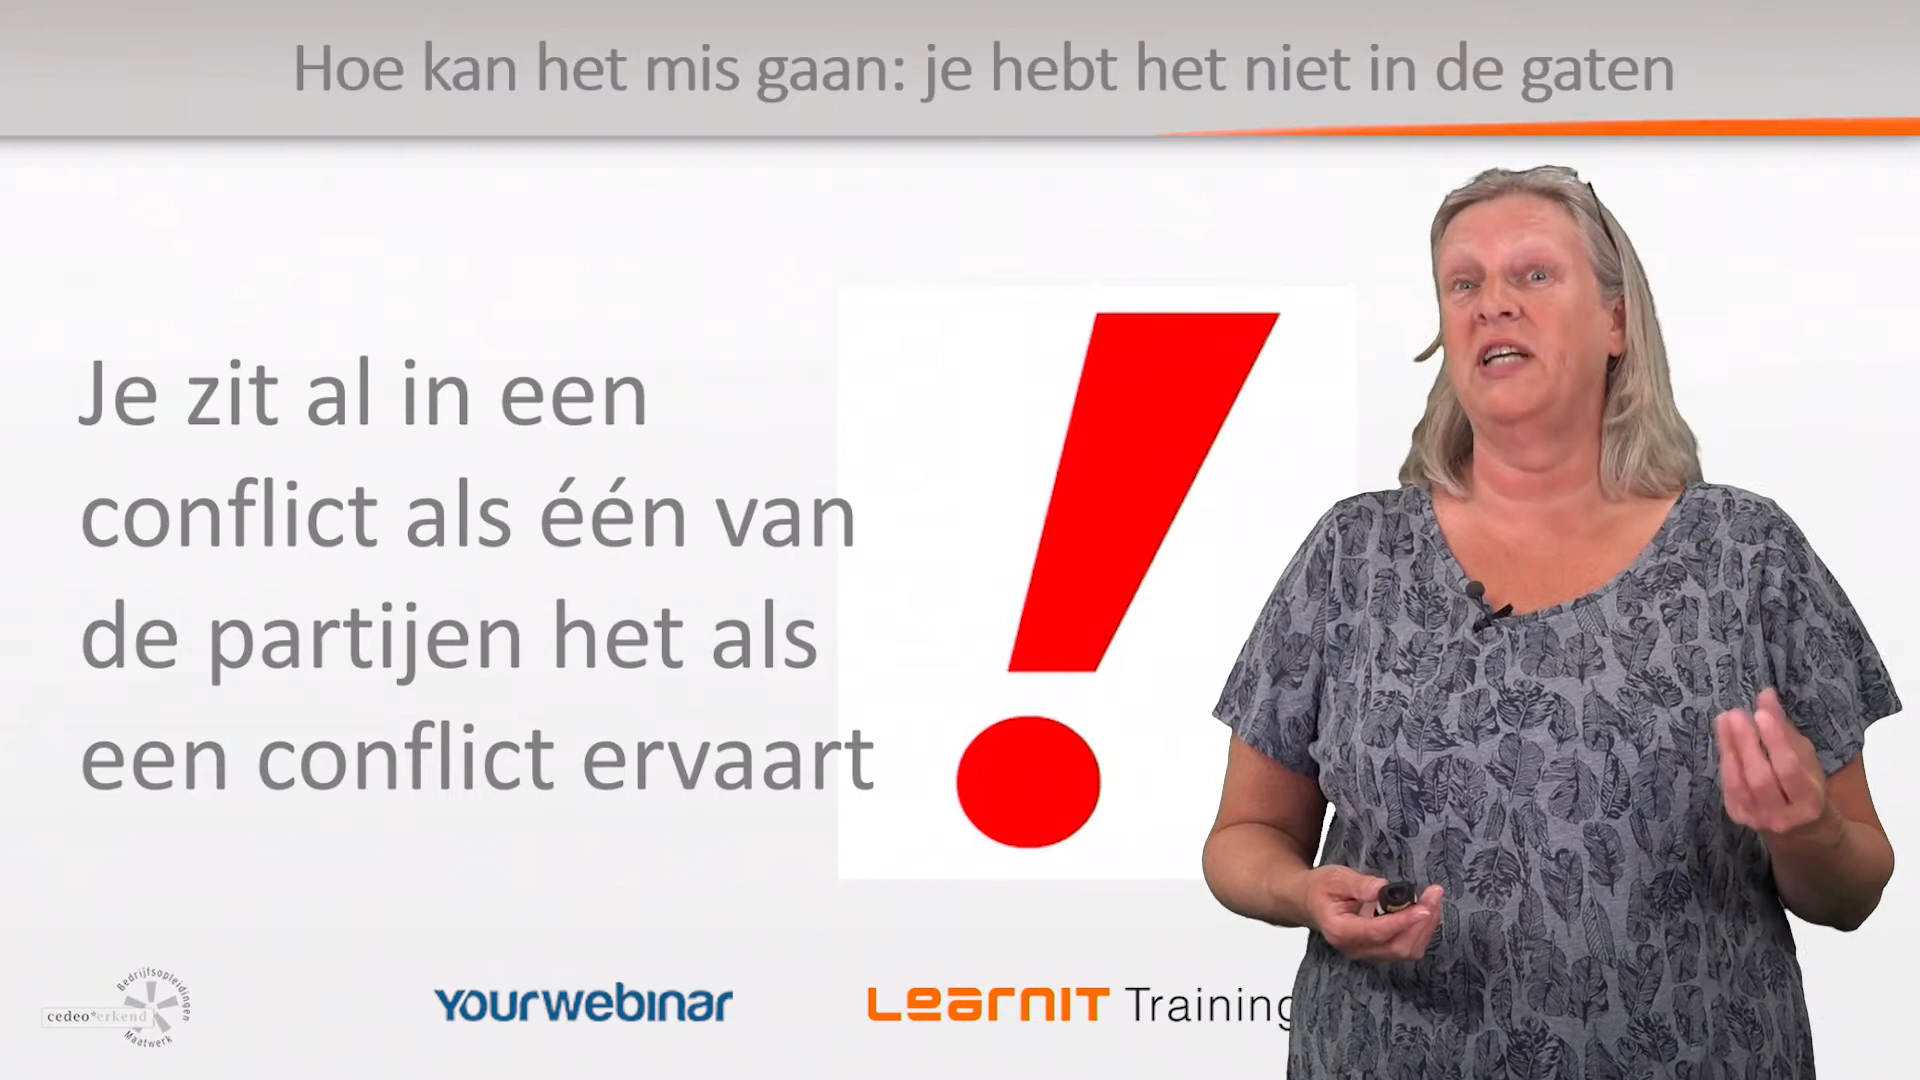 Hoe kan het mis gaan: je hebt het niet in de gaten
Je zit al in een
conflict als één van
de partijen het als
een conflict ervaart
cedeo*erkend
Bedrijfsopleidingen
Maatwerk
YOURWEBINAR
LearnIT Training